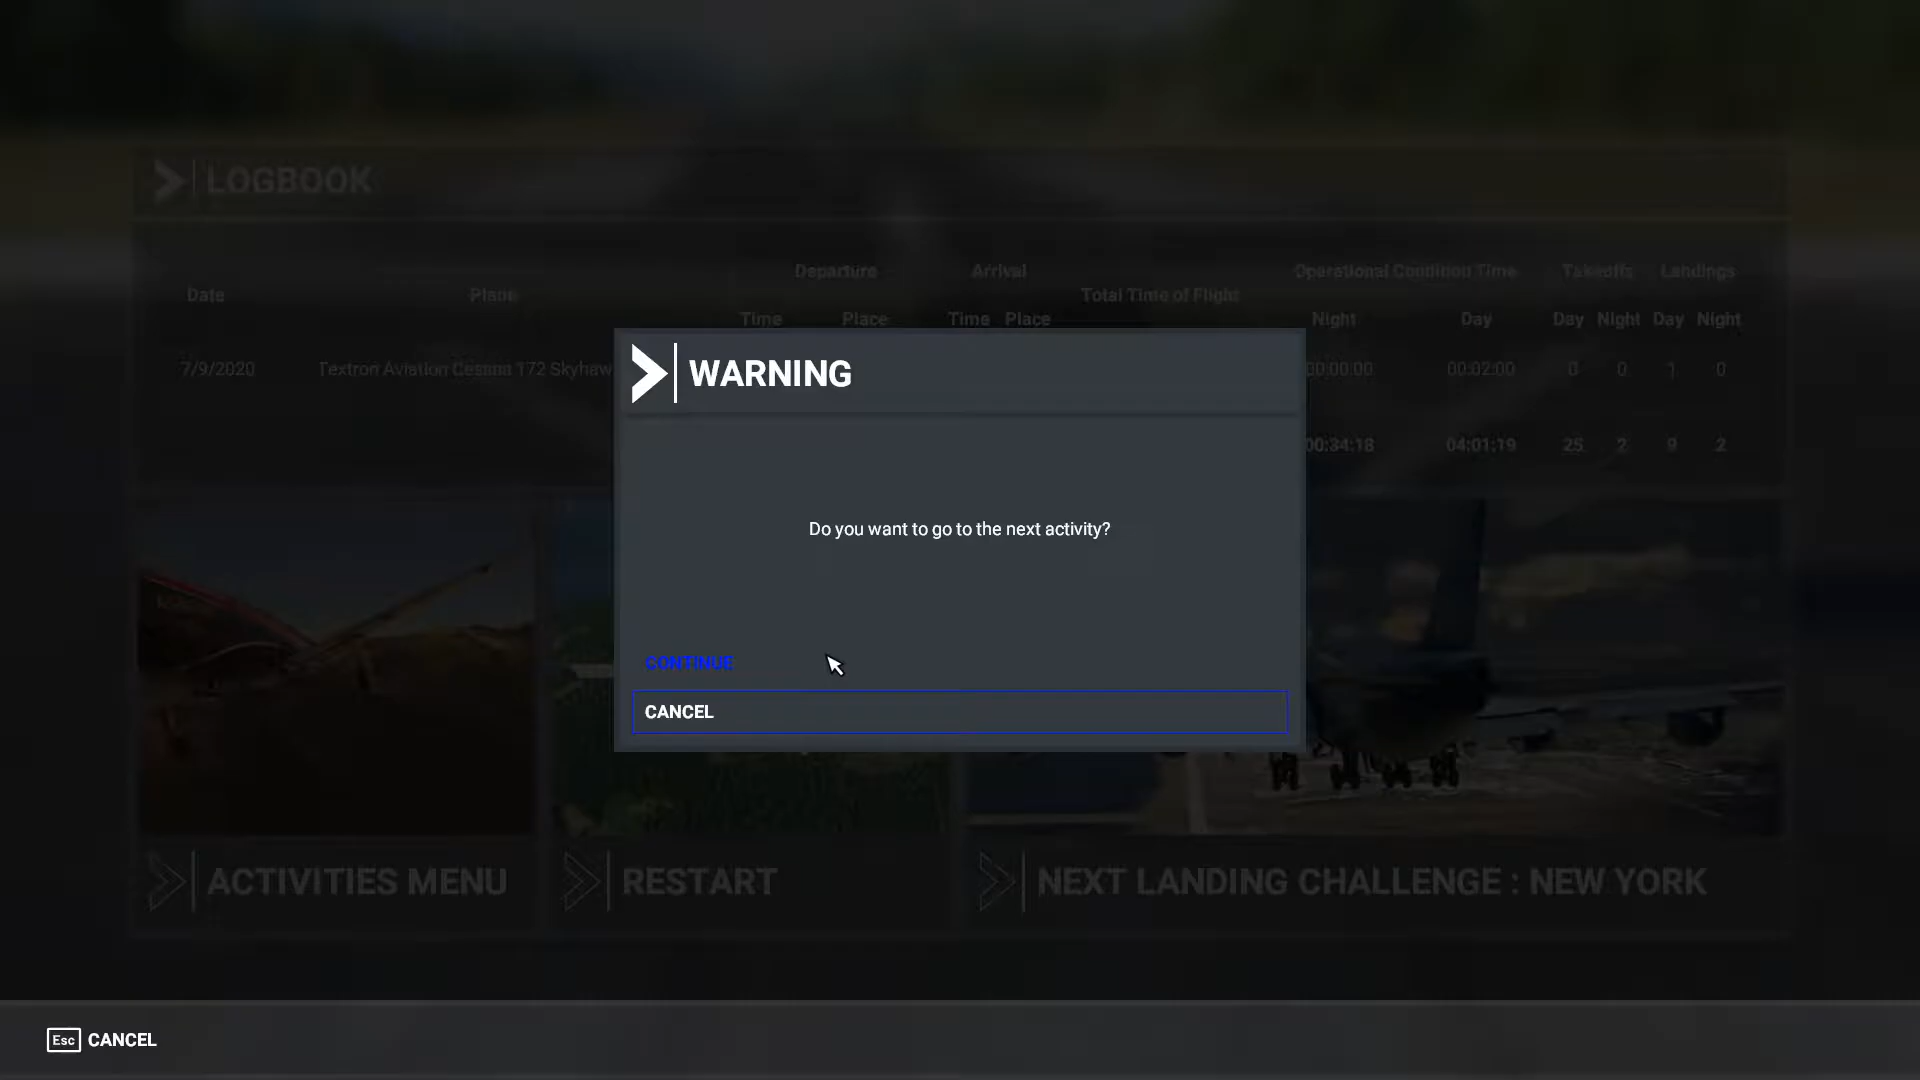 LOGBOOK
Departure Arrival Operational Condition Time Takeoffs Landings
Date Plane Total Time of Flight
Time Place Time Place Night Day Day Night Day Night
7/9/2020 Textron Aviation Cessna 172 Skyhaw 00:00:00 00:02:00 0 0 1 0
00:34:18 04:01:19 25 2 9 2
WARNING
Do you want to go to the next activity?
CONTINUE
CANCEL
ACTIVITIES MENU RESTART NEXT LANDING CHALLENGE : NEW YORK
Esc CANCEL